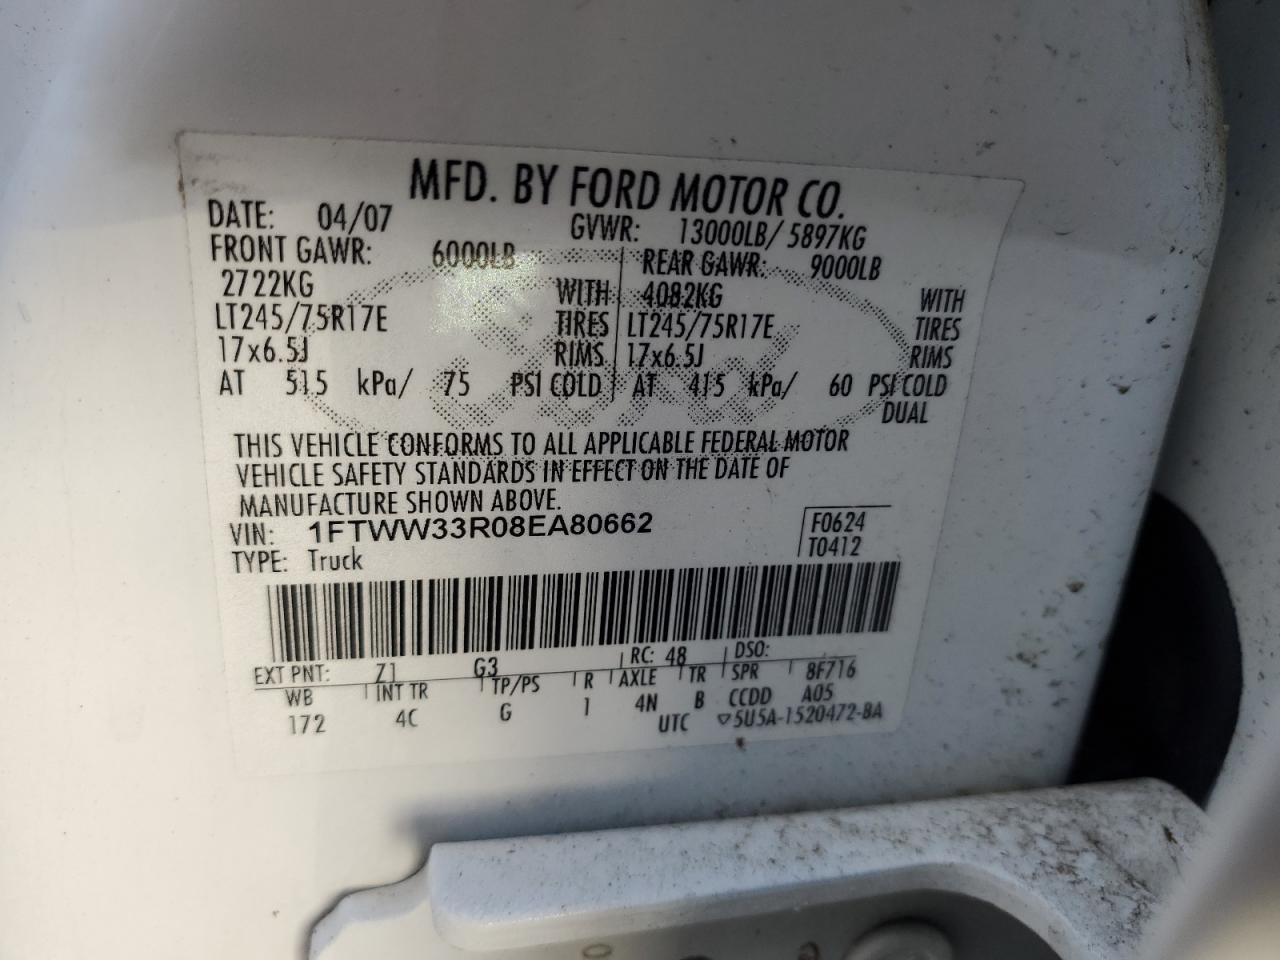 MFD. BY FORD MOTOR CO.
DATE: 04/07 GVWR: 13000LB/ 5897KG
FRONT GAWR: 6000LB REAR GAWR: 9000LB
2722KG WITH 4082KG WITH
LT245/75R17E TIRES LT245/75R17E TIRES
17x6.5J RIMS 17x6.5J RIMS
AT 515 kPa/ 75 PSI COLD AT 415 kPa/ 60 PSI COLD
DUAL
THIS VEHICLE CONFORMS TO ALL APPLICABLE FEDERAL MOTOR
VEHICLE SAFETY STANDARDS IN EFFECT ON THE DATE OF
MANUFACTURE SHOWN ABOVE.
VIN: 1FTWW33R08EA80662 F0624
TYPE: Truck T0412
EXT PNT: Z1 G3 RC: 48 DSO:
WB INT TR TP/PS R AXLE TR SPR 8F716
172 4C G I 4N B CCDD A05
UTC ▽5U5A-1520472-BA